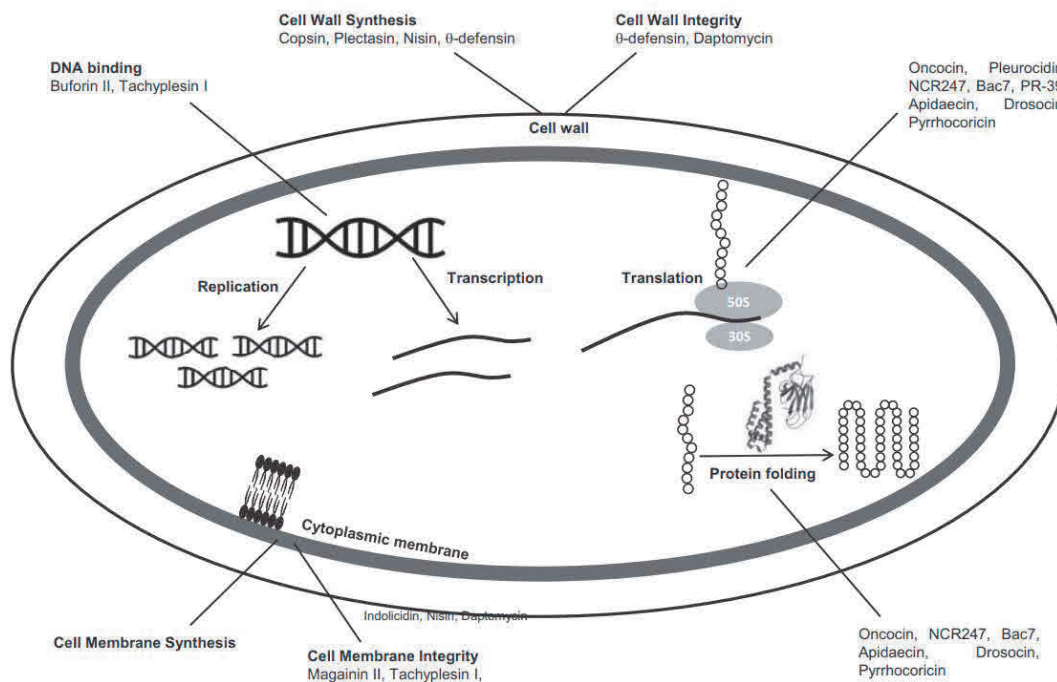 Cell Wall Synthesis
Copsin, Plectasin, Nisin, θ-defensin
Cell Wall Integrity
θ-defensin, Daptomycin
DNA binding
Buforin II, Tachyplesin I
Oncocin, Pleurocidin
NCR247, Bac7, PR-39
Apidaecin, Drosocin
Pyrrhocoricin
Cell wall
Replication
Transcription
Translation
50S
30S
Protein folding
Cytoplasmic membrane
Indolicidin, Nisin, Daptomycin
Cell Membrane Synthesis
Cell Membrane Integrity
Magainin II, Tachyplesin I,
Oncocin, NCR247, Bac7,
Apidaecin, Drosocin,
Pyrrhocoricin